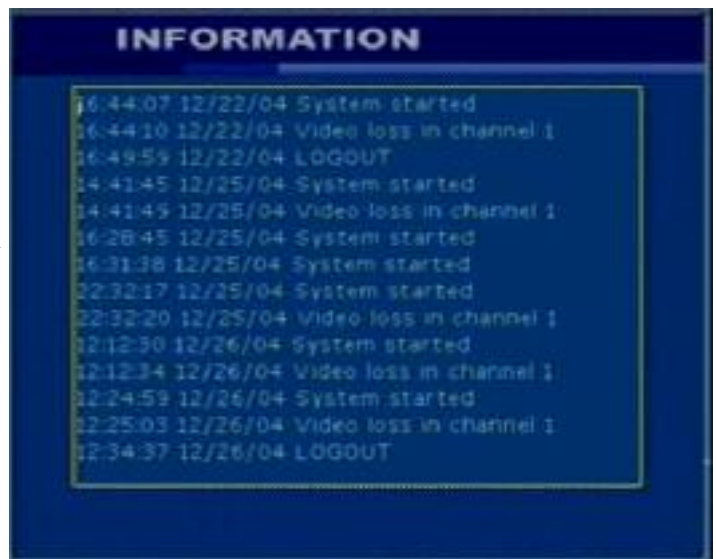 INFORMATION
16:44:07 12/22/04 System started
16:44:10 12/22/04 Video loss in channel 1
16:49:59 12/22/04 LOGOUT
14:41:45 12/25/04 System started
14:41:49 12/25/04 Video loss in channel 1
16:28:45 12/25/04 System started
16:31:38 12/25/04 System started
22:32:17 12/25/04 System started
22:32:20 12/25/04 Video loss in channel 1
12:12:30 12/26/04 System started
12:12:34 12/26/04 Video loss in channel 1
12:24:59 12/26/04 System started
12:25:03 12/26/04 Video loss in channel 1
12:34:37 12/26/04 LOGOUT